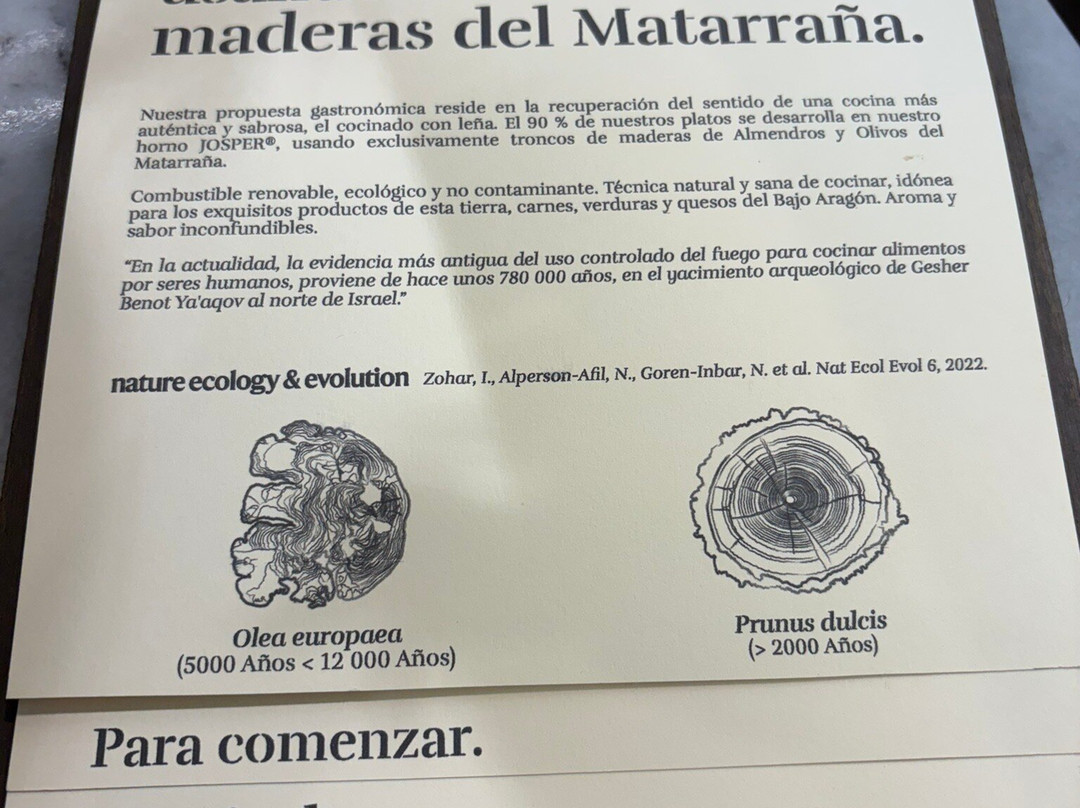 maderas del Matarraña.
Nuestra propuesta gastronómica reside en la recuperación del sentido de una cocina más
auténtica y sabrosa, el cocinado con leña. El 90 % de nuestros platos se desarrolla en nuestro
horno JOSPER®, usando exclusivamente troncos de maderas de Almendros y Olivos del
Matarraña.
Combustible renovable, ecológico y no contaminante. Técnica natural y sana de cocinar, idónea
para los exquisitos productos de esta tierra, carnes, verduras y quesos del Bajo Aragón. Aroma y
sabor inconfundibles.
“En la actualidad, la evidencia más antigua del uso controlado del fuego para cocinar alimentos
por seres humanos, proviene de hace unos 780 000 años, en el yacimiento arqueológico de Gesher
Benot Ya'aqov al norte de Israel.”
nature ecology & evolution Zohar, I., Alperson-Afil, N., Goren-Inbar, N. et al. Nat Ecol Evol 6, 2022.
Olea europaea
(5000 Años < 12 000 Años)
Prunus dulcis
(> 2000 Años)
Para comenzar.